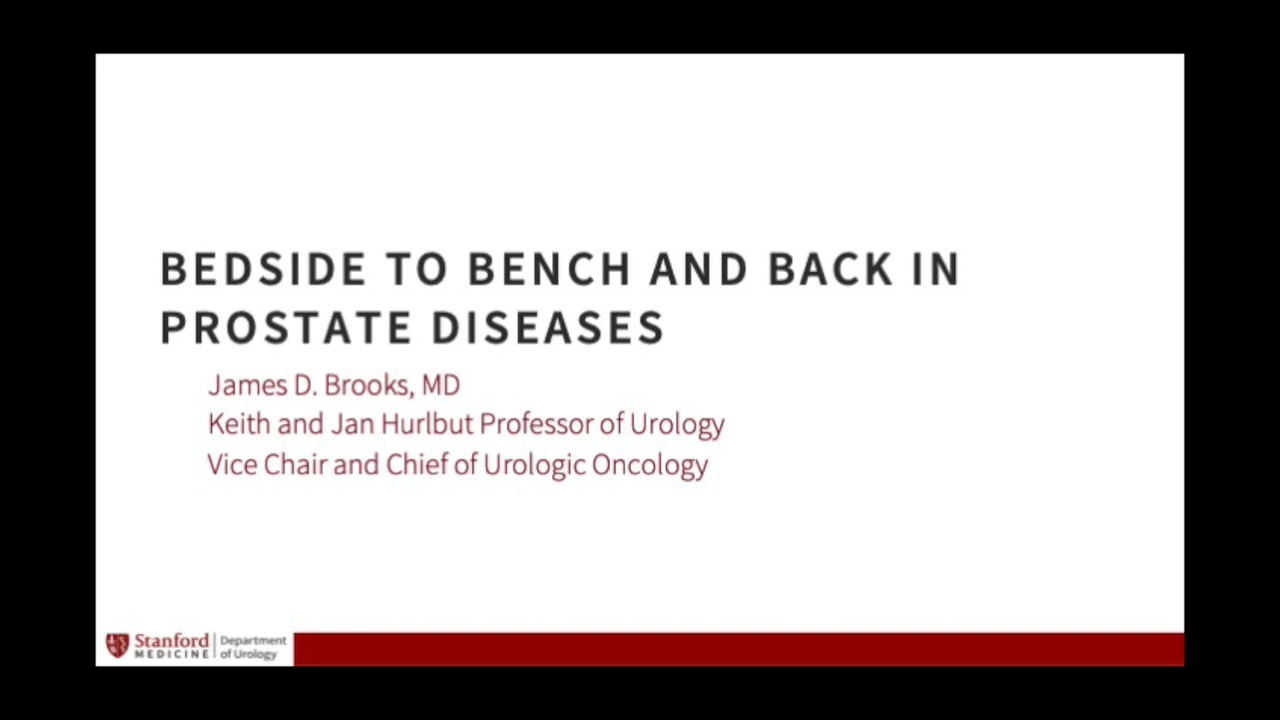 BEDSIDE TO BENCH AND BACK IN
PROSTATE DISEASES
James D. Brooks, MD
Keith and Jan Hurlbut Professor of Urology
Vice Chair and Chief of Urologic Oncology
Stanford
MEDICINE
Department
of Urology